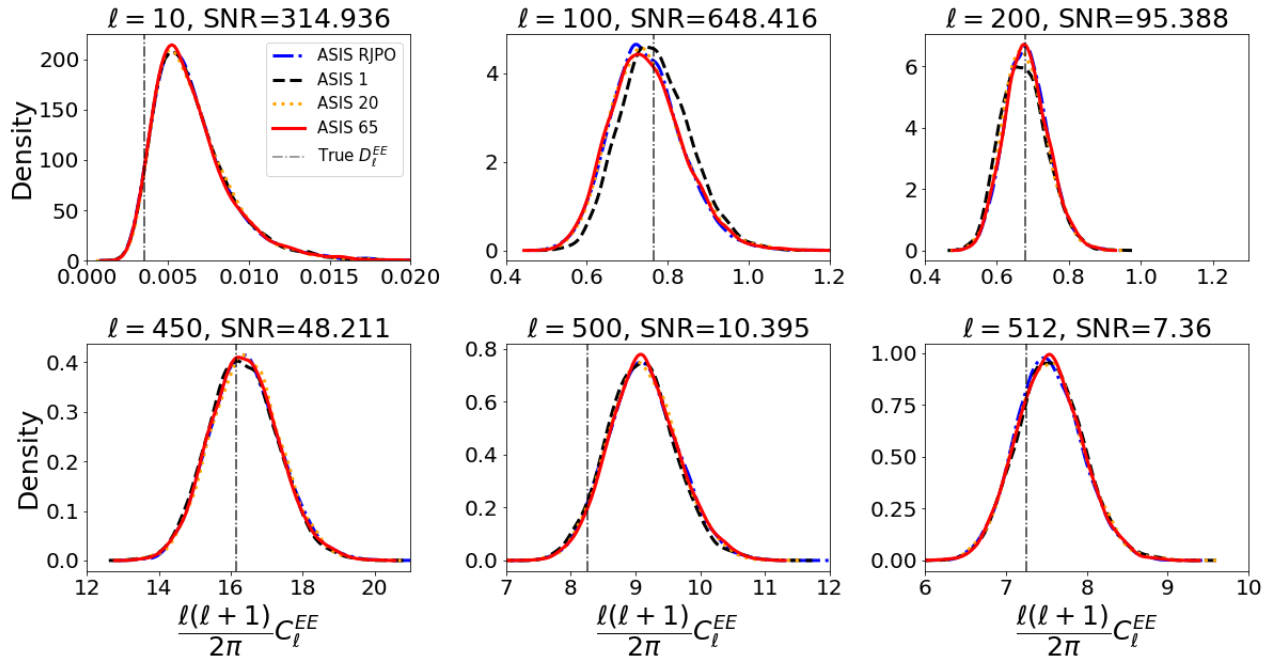 ℓ = 10, SNR=314.936
Density
200
150
100
50
0
0.000 0.005 0.010 0.015 0.020
ASIS RJPO
ASIS 1
ASIS 20
ASIS 65
True D_ℓ^{EE}
ℓ = 100, SNR=648.416
4
2
0
0.4 0.6 0.8 1.0 1.2
ℓ = 200, SNR=95.388
6
4
2
0
0.4 0.6 0.8 1.0 1.2
ℓ = 450, SNR=48.211
Density
0.4
0.3
0.2
0.1
0.0
12 14 16 18 20
\frac{ℓ(ℓ + 1)}{2π} C_ℓ^{EE}
ℓ = 500, SNR=10.395
0.8
0.6
0.4
0.2
0.0
7 8 9 10 11 12
\frac{ℓ(ℓ + 1)}{2π} C_ℓ^{EE}
ℓ = 512, SNR=7.36
1.00
0.75
0.50
0.25
0.00
6 7 8 9 10
\frac{ℓ(ℓ + 1)}{2π} C_ℓ^{EE}